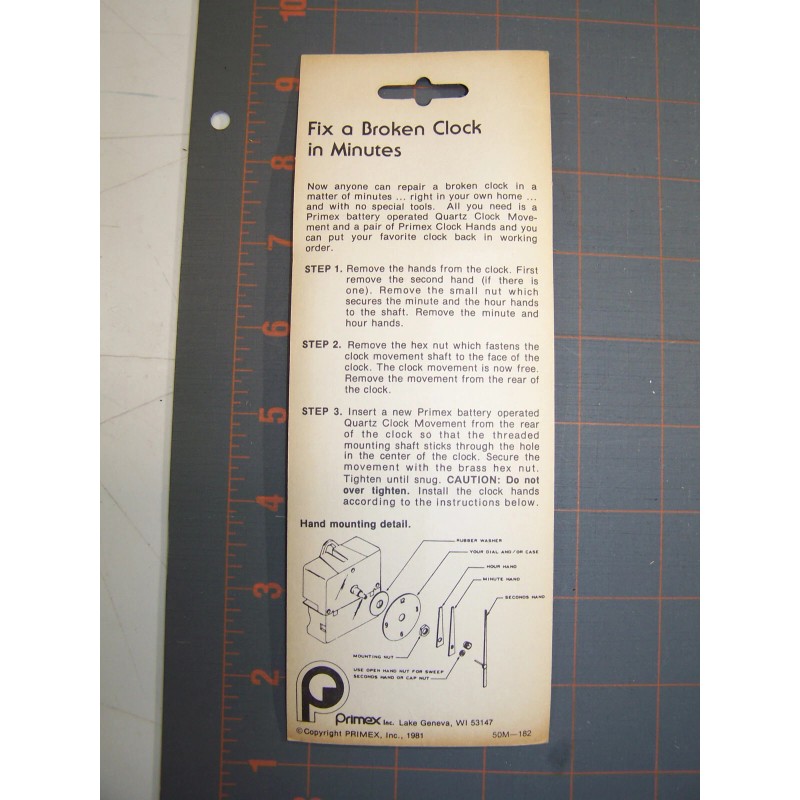 Fix a Broken Clock
in Minutes
Now anyone can repair a broken clock in a
matter of minutes ... right in your own home ...
and with no special tools. All you need is a
Primex battery operated Quartz Clock Move-
ment and a pair of Primex Clock Hands and you
can put your favorite clock back in working
order.
STEP 1. Remove the hands from the clock. First
remove the second hand (if there is
one). Remove the small nut which
secures the minute and the hour hands
to the shaft. Remove the minute and
hour hands.
STEP 2. Remove the hex nut which fastens the
clock movement shaft to the face of the
clock. The clock movement is now free.
Remove the movement from the rear of
the clock.
STEP 3. Insert a new Primex battery operated
Quartz Clock Movement from the rear
of the clock so that the threaded
mounting shaft sticks through the hole
in the center of the clock. Secure the
movement with the brass hex nut.
Tighten until snug. CAUTION: Do not
over tighten. Install the clock hands
according to the instructions below.
Hand mounting detail.
RUBBER WASHER
YOUR DIAL AND/OR CASE
HOUR HAND
MINUTE HAND
SECONDS HAND
MOUNTING NUT
USE OPEN HAND NUT FOR SWEEP
SECONDS HAND OR CAP NUT
Primex Inc. Lake Geneva, WI 53147
©Copyright PRIMEX, Inc., 1981 50M—182
10
9
8
7
6
5
4
3
2
1